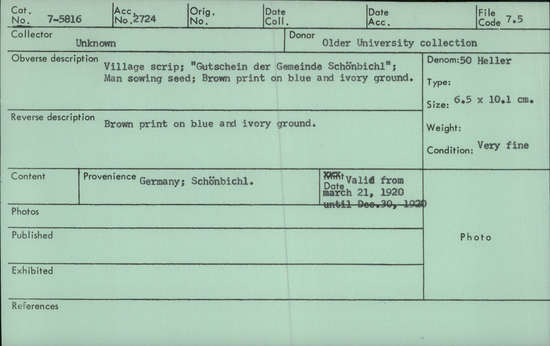 Cat. No. 7-5816 Acc. No. 2724 Orig. No. Date Coll. Date Acc. File Code 7.5
Collector Unknown Donor Older University collection
Obverse description Village scrip; "Gutschein der Gemeinde Schönbichl";
Man sowing seed; Brown print on blue and ivory ground.
Denom: 50 Heller
Type:
Size: 6.5 x 10.1 cm.
Reverse description Brown print on blue and ivory ground.
Weight:
Condition: Very fine
Content Provenience Germany; Schönbichl. Date Valid from
march 21, 1920
until Dec.30, 1920
Photos
Photo
Published
Exhibited
References